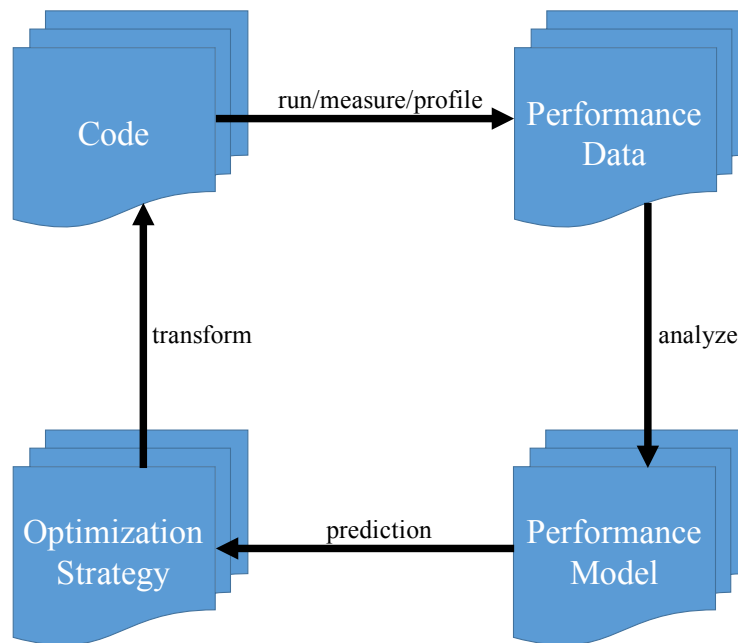 run/measure/profile
Code
Performance
Data
transform
analyze
Optimization
Strategy
prediction
Performance
Model